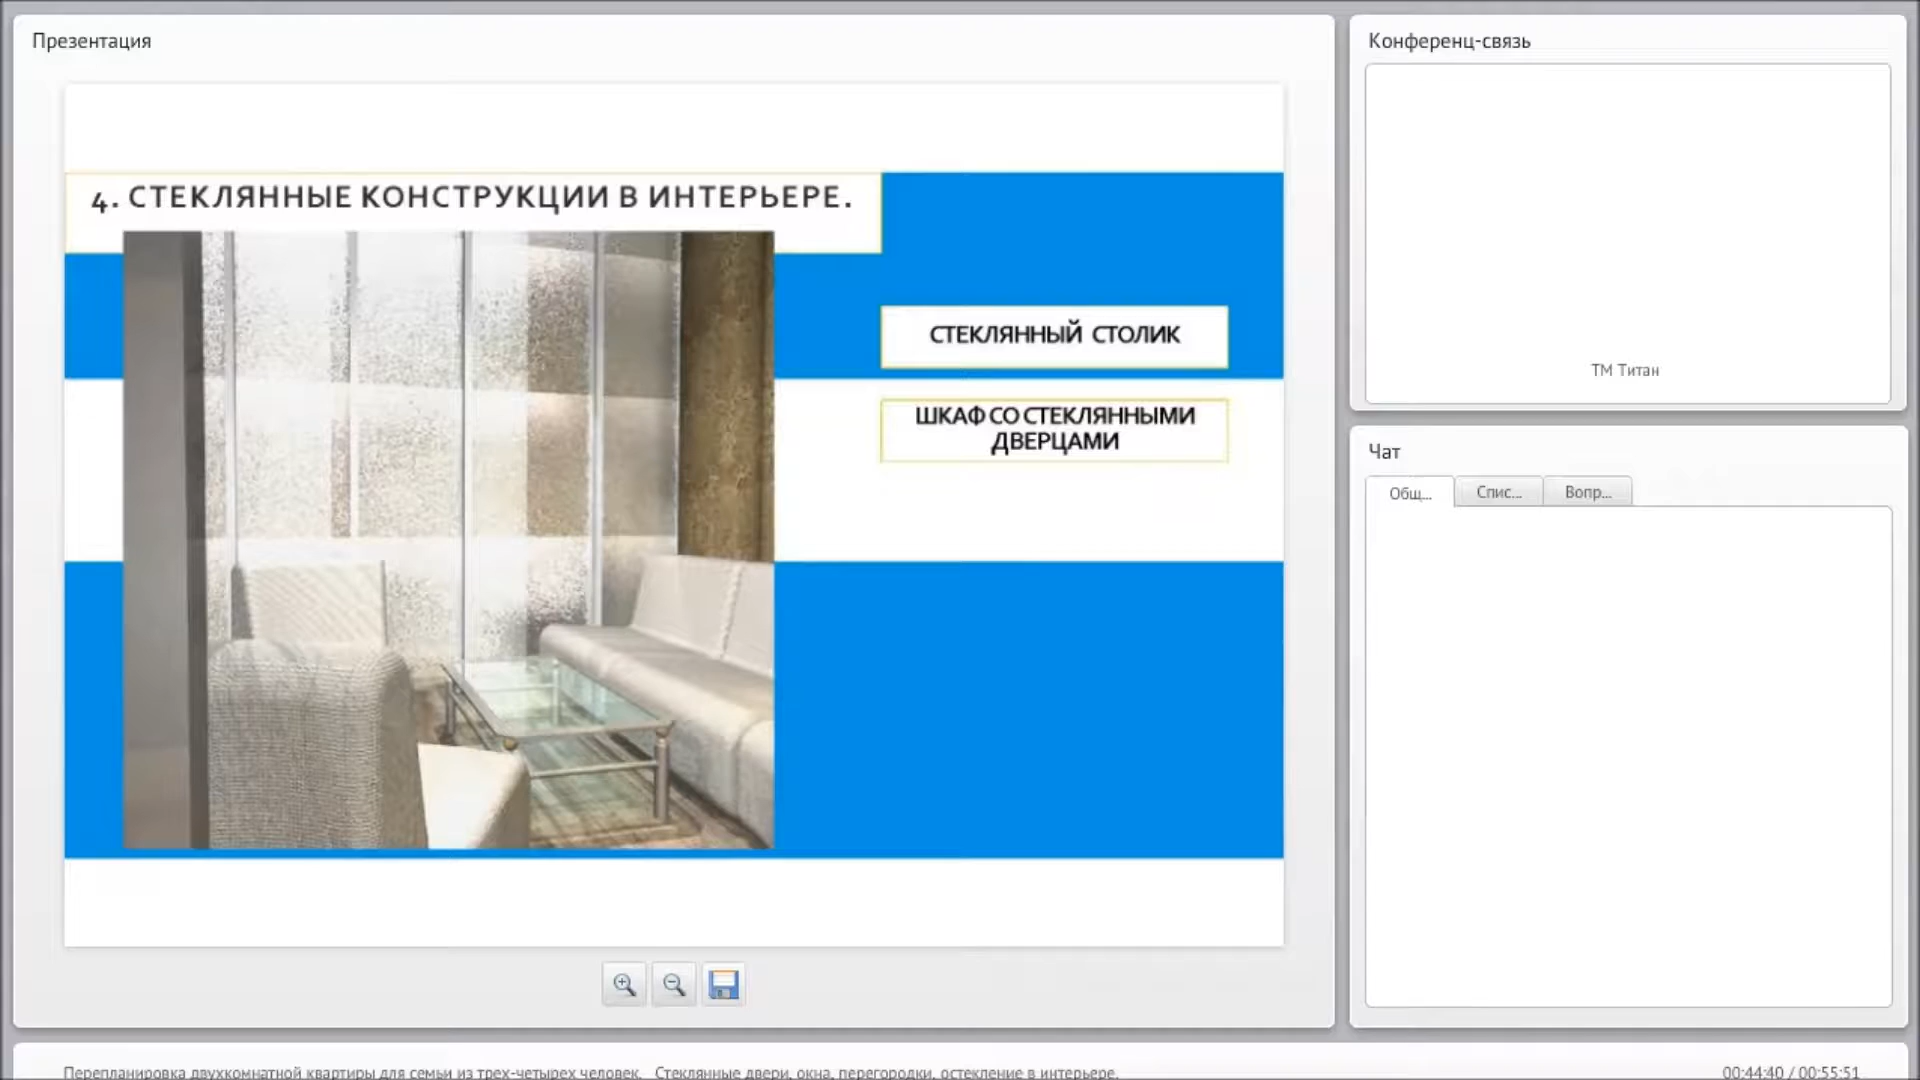 Презентация
4. СТЕКЛЯННЫЕ КОНСТРУКЦИИ В ИНТЕРЬЕРЕ.
СТЕКЛЯННЫЙ СТОЛИК
ШКАФ СО СТЕКЛЯННЫМИ
ДВЕРЦАМИ
Конференц-связь
ТМ Титан
Чат
Общ...
Спис...
Вопр...
Перепланировка двухкомнатной квартиры для семьи из трех-четырех человек. Стеклянные двери, окна, перегородки, остекление в интерьере.
00:44:40 / 00:55:51